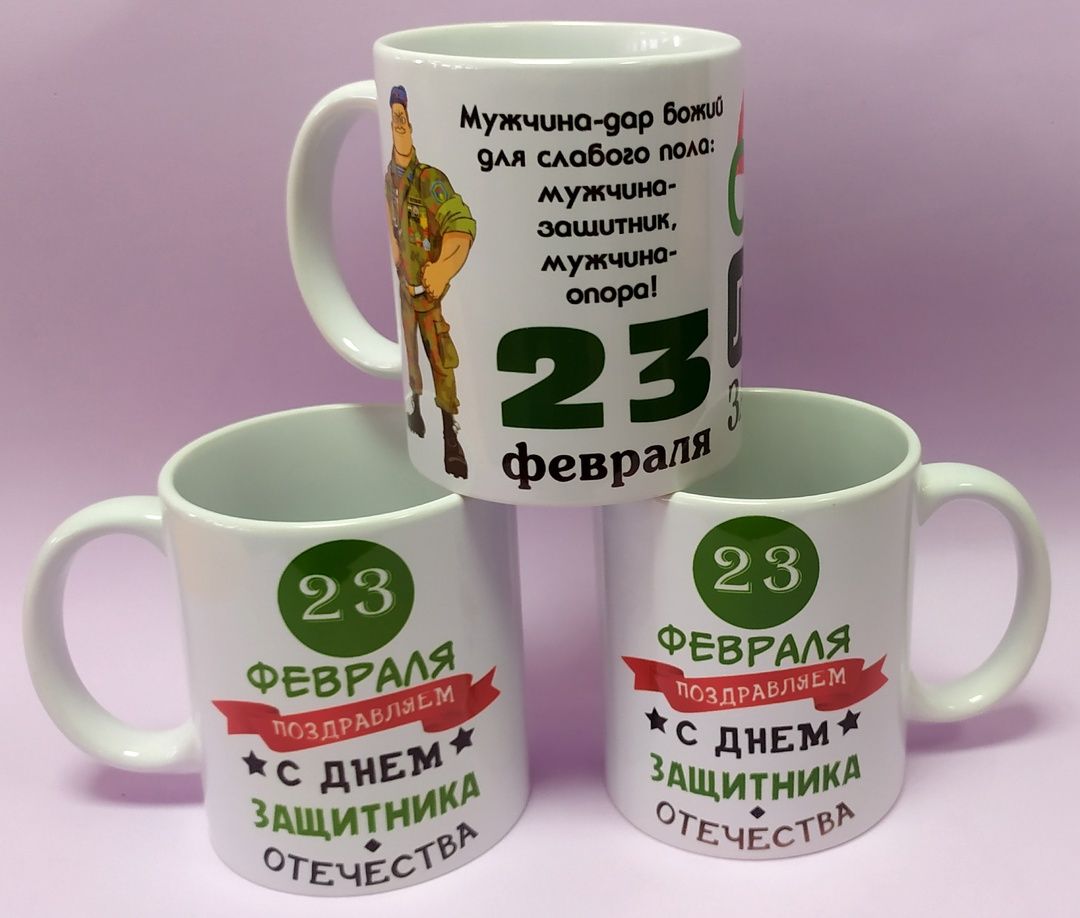 Мужчина-дар божий
для слабого пола:
мужчина-
защитник,
мужчина-
опора!
23
февраля
23
ФЕВРАЛЯ
ПОЗДРАВЛЯЕМ
С ДНЕМ
ЗАЩИТНИКА
ОТЕЧЕСТВА
23
ФЕВРАЛЯ
ПОЗДРАВЛЯЕМ
С ДНЕМ
ЗАЩИТНИКА
ОТЕЧЕСТВА